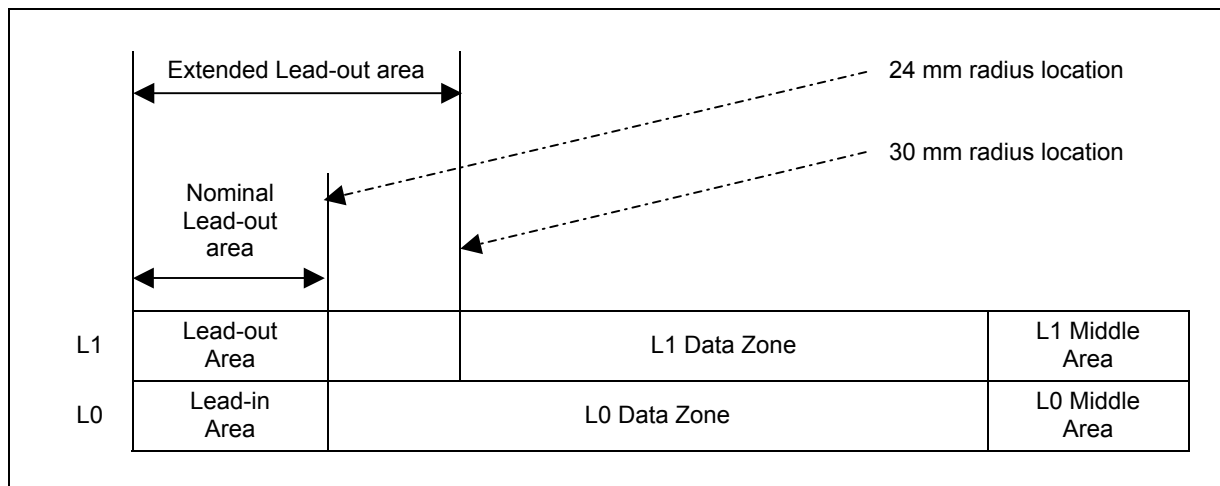 Extended Lead-out area
24 mm radius location
30 mm radius location
Nominal
Lead-out
area
L1
Lead-out
Area
L1 Data Zone
L1 Middle
Area
L0
Lead-in
Area
L0 Data Zone
L0 Middle
Area